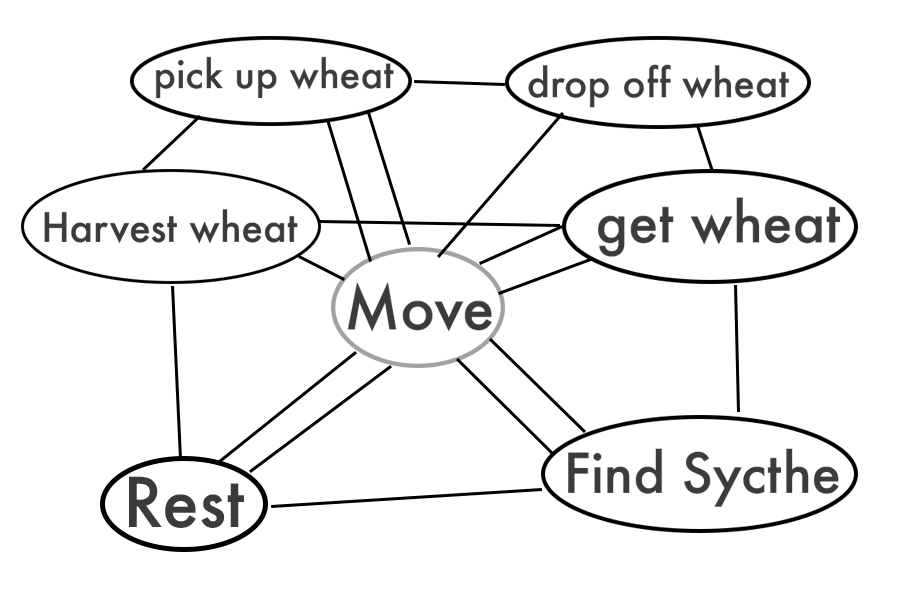 pick up wheat
drop off wheat
Harvest wheat
get wheat
Move
Rest
Find Sycthe